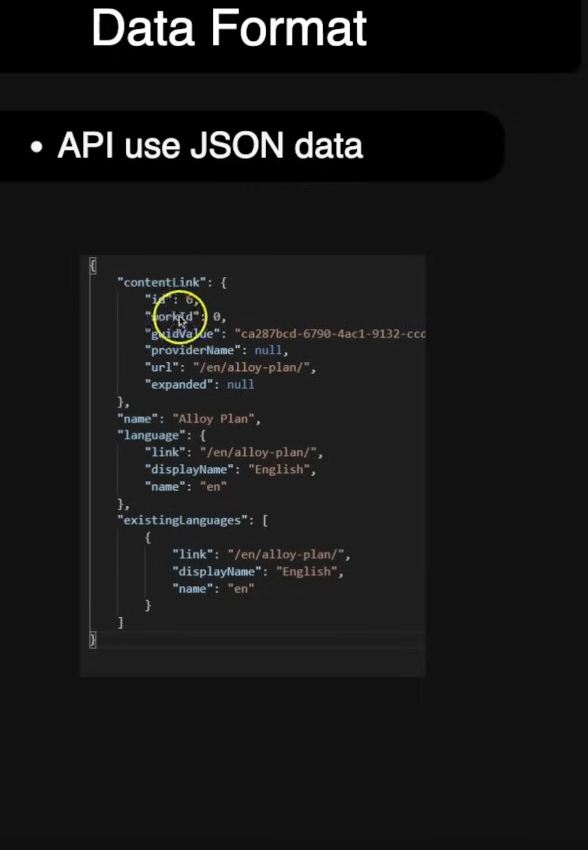 Data Format
• API use JSON data
{
"contentLink": {
"id": 6,
"workId": 0,
"guidValue": "ca287bcd-6790-4ac1-9132-ccd
"providerName": null,
"url": "/en/alloy-plan/",
"expanded": null
},
"name": "Alloy Plan",
"language": {
"link": "/en/alloy-plan/",
"displayName": "English",
"name": "en"
},
"existingLanguages": [
{
"link": "/en/alloy-plan/",
"displayName": "English",
"name": "en"
}
]
}